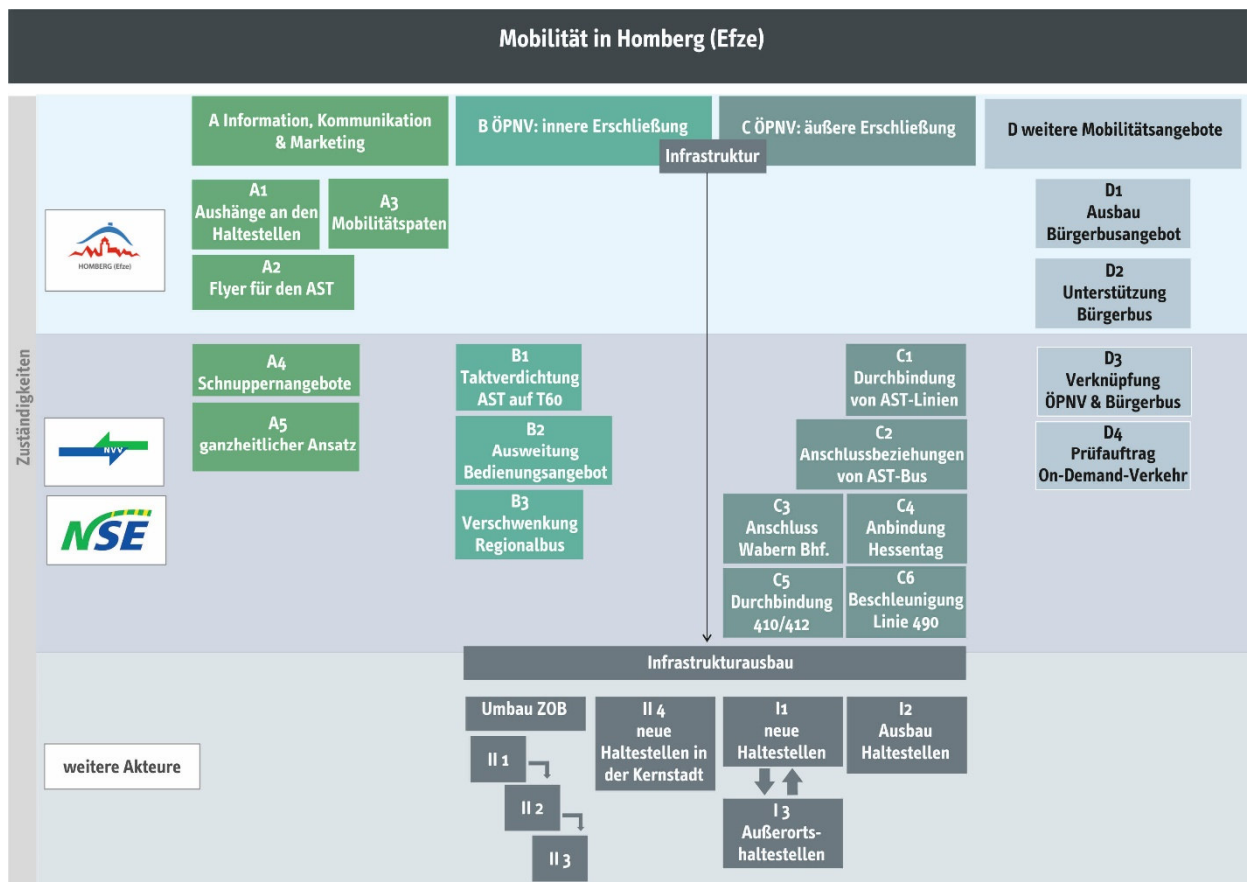 Mobilität in Homberg (Efze)
Zuständigkeiten
A Information, Kommunikation
& Marketing
B ÖPNV: innere Erschließung
C ÖPNV: äußere Erschließung
D weitere Mobilitätsangebote
Infrastruktur
HOMBERG (Efze)
A1
Aushänge an den
Haltestellen
A3
Mobilitätspaten
A2
Flyer für den AST
D1
Ausbau
Bürgerbusangebot
D2
Unterstützung
Bürgerbus
NVV
NSE
A4
Schnuppernangebote
A5
ganzheitlicher Ansatz
B1
Taktverdichtung
AST auf T60
B2
Ausweitung
Bedienungsangebot
B3
Verschwenkung
Regionalbus
C1
Durchbindung
von AST-Linien
C2
Anschlussbeziehungen
von AST-Bus
C3
Anschluss
Wabern Bhf.
C4
Anbindung
Hessentag
C5
Durchbindung
410/412
C6
Beschleunigung
Linie 490
D3
Verknüpfung
ÖPNV & Bürgerbus
D4
Prüfauftrag
On-Demand-Verkehr
Infrastrukturausbau
weitere Akteure
Umbau ZOB
II 1
II 2
II 3
II 4
neue
Haltestellen in
der Kernstadt
I1
neue
Haltestellen
I2
Ausbau
Haltestellen
I 3
Außerorts-
haltestellen